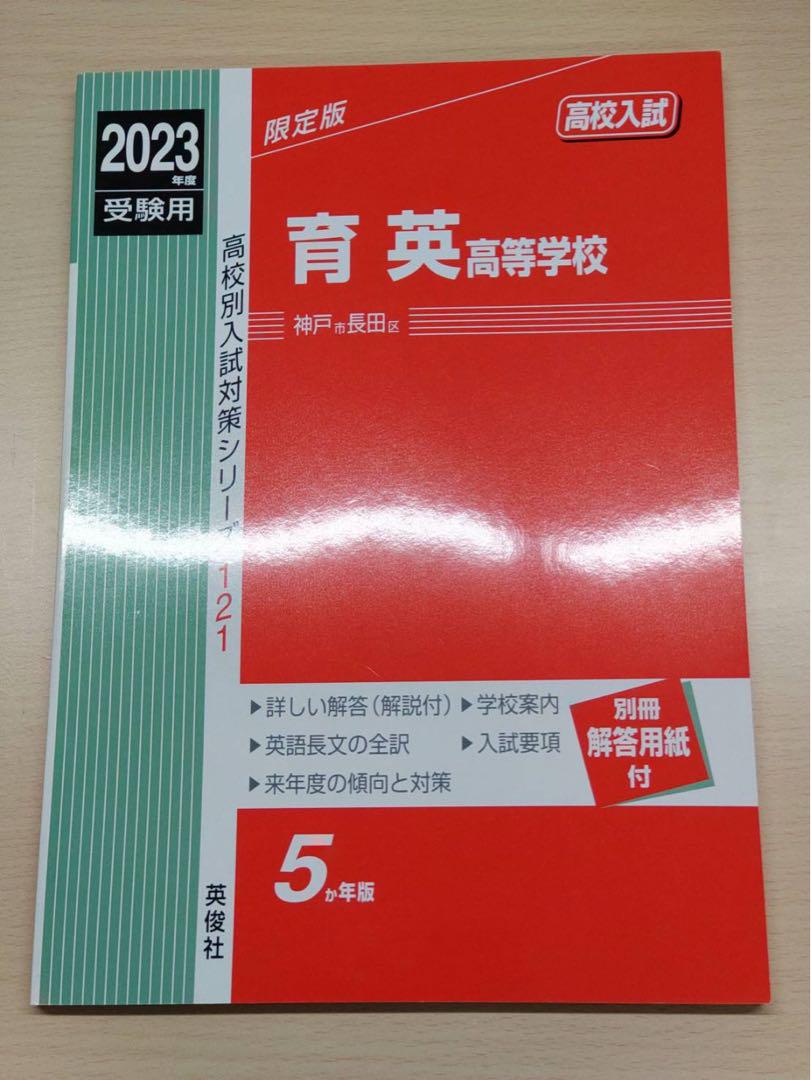 2023
年度
受験用
限定版
高校入試
育英高等学校
神戸市長田区
高校別入試対策シリーズ121
▶詳しい解答(解説付)
▶学校案内
▶英語長文の全訳
▶入試要項
▶来年度の傾向と対策
別冊
解答用紙
付
5か年版
英俊社